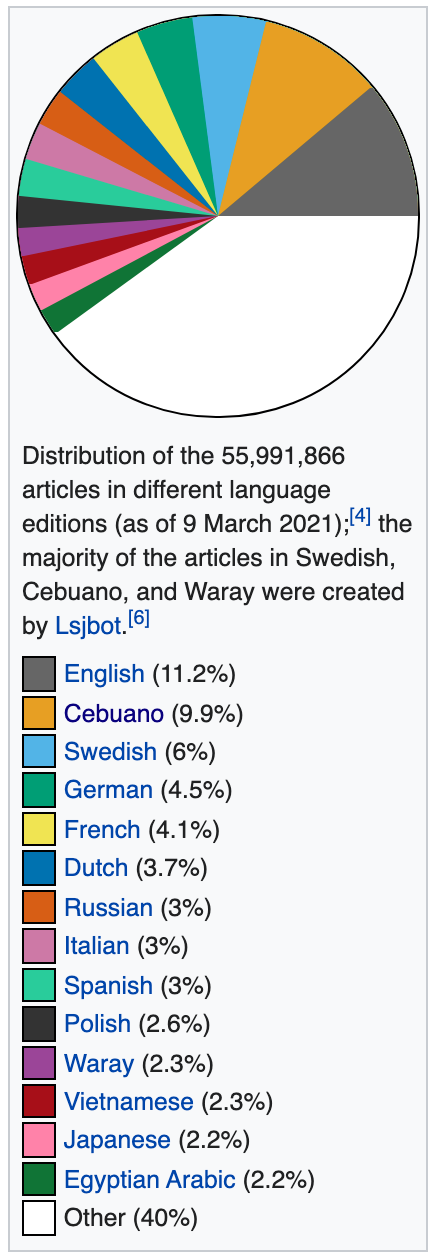 Distribution of the 55,991,866
articles in different language
editions (as of 9 March 2021);[4] the
majority of the articles in Swedish,
Cebuano, and Waray were created
by Lsjbot.[6]
English (11.2%)
Cebuano (9.9%)
Swedish (6%)
German (4.5%)
French (4.1%)
Dutch (3.7%)
Russian (3%)
Italian (3%)
Spanish (3%)
Polish (2.6%)
Waray (2.3%)
Vietnamese (2.3%)
Japanese (2.2%)
Egyptian Arabic (2.2%)
Other (40%)